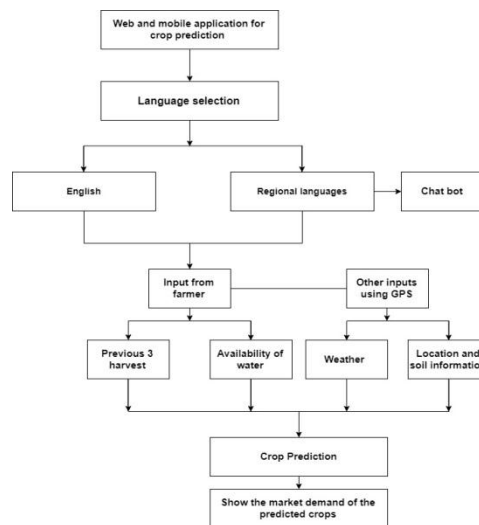 Web and mobile application for
crop prediction
Language selection
English
Regional languages
Chat bot
Input from
farmer
Other inputs
using GPS
Previous 3
harvest
Availability of
water
Weather
Location and
soil information
Crop Prediction
Show the market demand of the
predicted crops